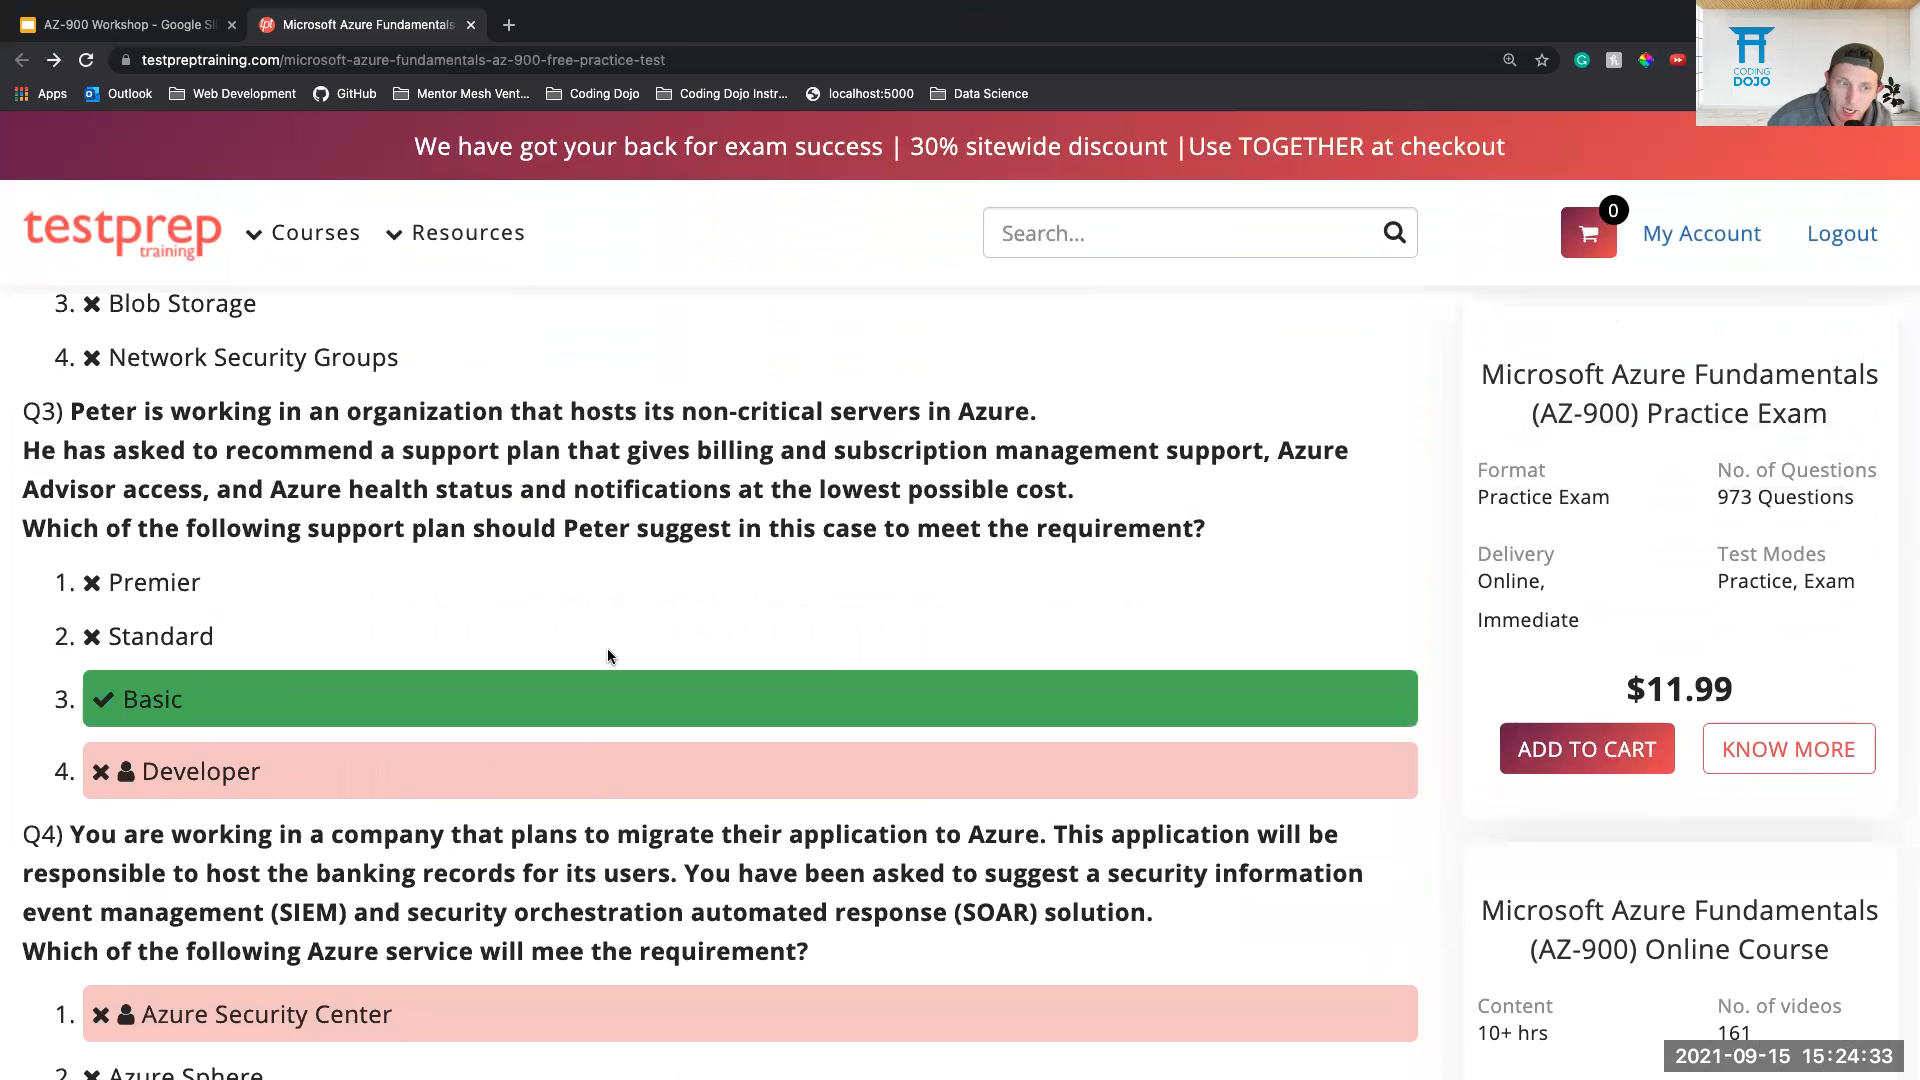 AZ-900 Workshop - Google Sl
Microsoft Azure Fundamentals
testpreptraining.com/microsoft-azure-fundamentals-az-900-free-practice-test
Apps
Outlook
Web Development
GitHub
Mentor Mesh Vent...
Coding Dojo
Coding Dojo Instr...
localhost:5000
Data Science
CODING
DOJO
We have got your back for exam success | 30% sitewide discount |Use TOGETHER at checkout
testprep
training
Courses
Resources
Search...
0
My Account
Logout
3. ✖ Blob Storage
4. ✖ Network Security Groups
Q3) Peter is working in an organization that hosts its non-critical servers in Azure.
He has asked to recommend a support plan that gives billing and subscription management support, Azure
Advisor access, and Azure health status and notifications at the lowest possible cost.
Which of the following support plan should Peter suggest in this case to meet the requirement?
1. ✖ Premier
2. ✖ Standard
3. ✔ Basic
4. ✖ Developer
Q4) You are working in a company that plans to migrate their application to Azure. This application will be
responsible to host the banking records for its users. You have been asked to suggest a security information
event management (SIEM) and security orchestration automated response (SOAR) solution.
Which of the following Azure service will mee the requirement?
1. ✖ Azure Security Center
2. ✖ Azure Sphere
Microsoft Azure Fundamentals
(AZ-900) Practice Exam
Format
No. of Questions
Practice Exam
973 Questions
Delivery
Test Modes
Online,
Practice, Exam
Immediate
$11.99
ADD TO CART
KNOW MORE
Microsoft Azure Fundamentals
(AZ-900) Online Course
Content
No. of videos
10+ hrs
161
2021-09-15 15:24:33